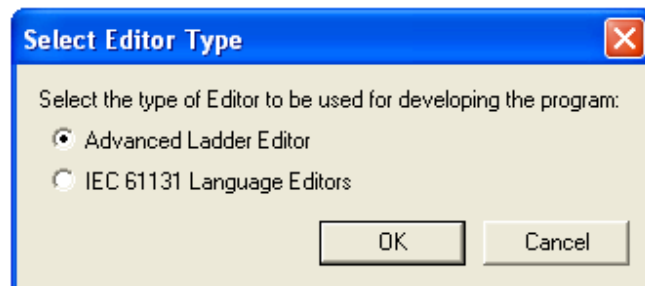 Select Editor Type
Select the type of Editor to be used for developing the program:
Advanced Ladder Editor
IEC 61131 Language Editors
OK Cancel